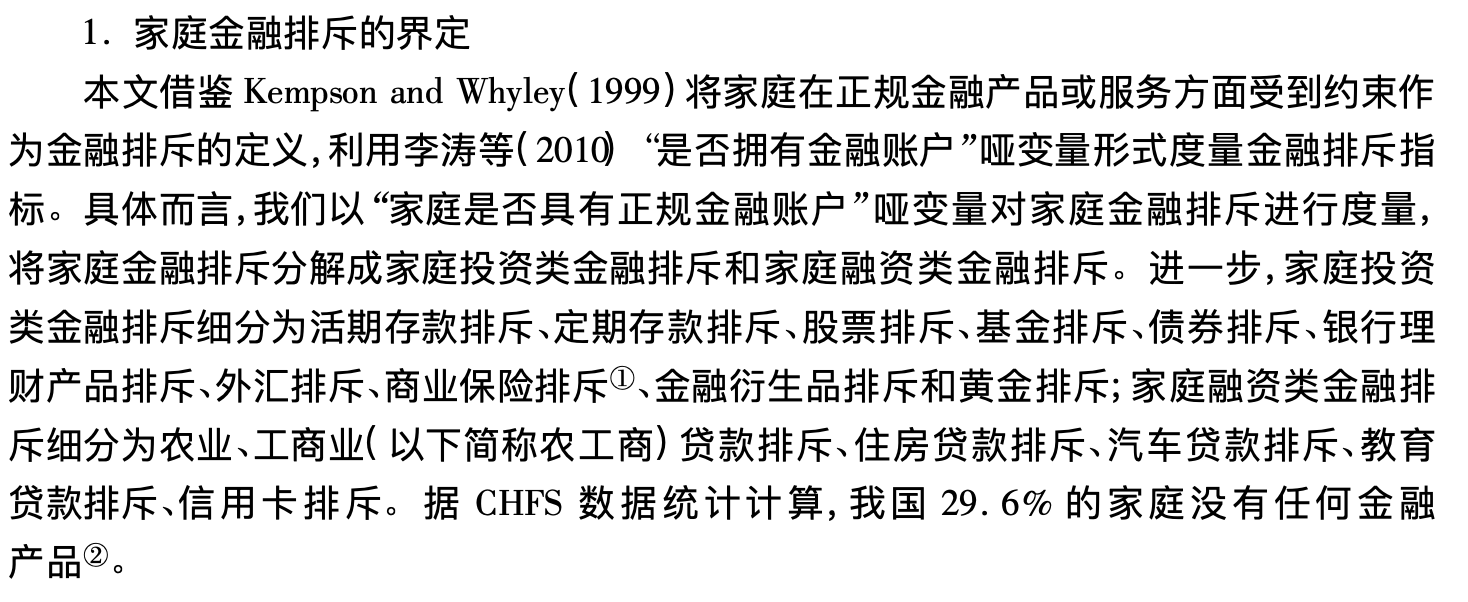 1. 家庭金融排斥的界定
本文借鉴 Kempson and Whyley( 1999) 将家庭在正规金融产品或服务方面受到约束作
为金融排斥的定义,利用李涛等( 2010) “是否拥有金融账户”哑变量形式度量金融排斥指
标。具体而言,我们以“家庭是否具有正规金融账户”哑变量对家庭金融排斥进行度量,
将家庭金融排斥分解成家庭投资类金融排斥和家庭融资类金融排斥。进一步,家庭投资
类金融排斥细分为活期存款排斥、定期存款排斥、股票排斥、基金排斥、债券排斥、银行理
财产品排斥、外汇排斥、商业保险排斥①、金融衍生品排斥和黄金排斥; 家庭融资类金融排
斥细分为农业、工商业( 以下简称农工商) 贷款排斥、住房贷款排斥、汽车贷款排斥、教育
贷款排斥、信用卡排斥。据 CHFS 数据统计计算,我国 29. 6% 的家庭没有任何金融
产品②。